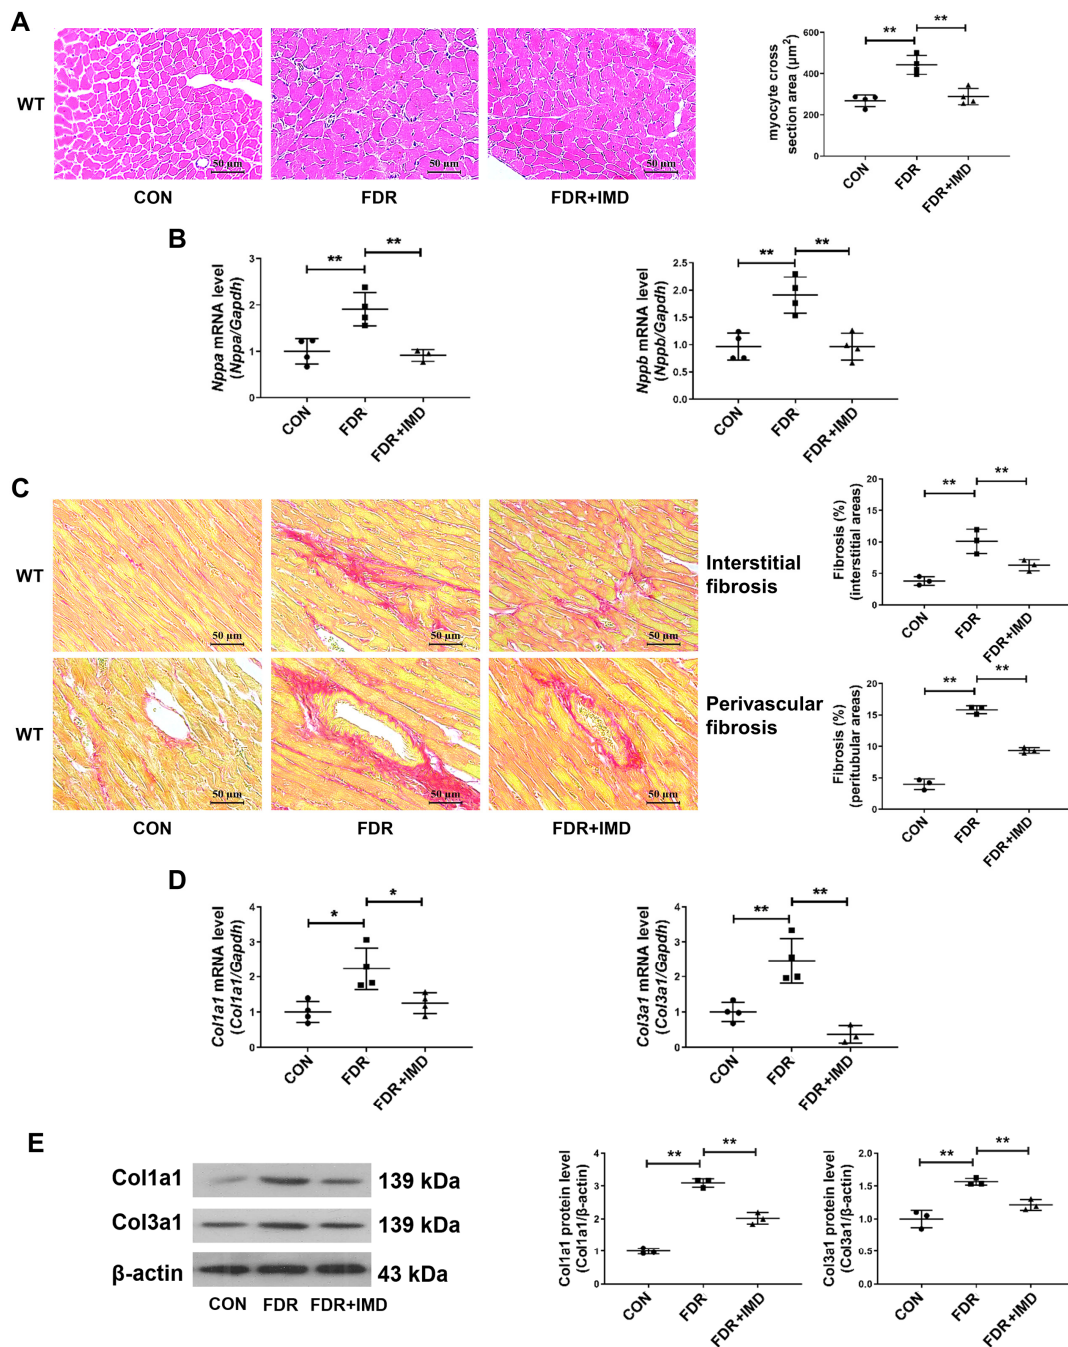 A
WT
50 µm
50 µm
50 µm
CON
FDR
FDR+IMD
myocyte cross
section area (µm²)
600
400
200
0
**
**
CON
FDR
FDR+IMD
B
Nppa mRNA level
(Nppa/Gapdh)
3
2
1
0
**
**
CON
FDR
FDR+IMD
Nppb mRNA level
(Nppb/Gapdh)
2.5
2.0
1.5
1.0
0.5
0.0
**
**
CON
FDR
FDR+IMD
C
WT
50 µm
50 µm
50 µm
Interstitial
fibrosis
Fibrosis (%)
(interstitial areas)
20
15
10
5
0
**
**
CON
FDR
FDR+IMD
WT
50 µm
50 µm
50 µm
Perivascular
fibrosis
CON
FDR
FDR+IMD
Fibrosis (%)
(peritubular areas)
20
15
10
5
0
**
**
CON
FDR
FDR+IMD
D
Col1a1 mRNA level
(Col1a1/Gapdh)
4
3
2
1
0
*
*
CON
FDR
FDR+IMD
Col3a1 mRNA level
(Col3a1/Gapdh)
4
3
2
1
0
**
**
CON
FDR
FDR+IMD
E
Col1a1 139 kDa
Col3a1 139 kDa
β-actin 43 kDa
CON FDR FDR+IMD
Col1a1 protein level
(Col1a1/β-actin)
4
3
2
1
0
**
**
CON
FDR
FDR+IMD
Col3a1 protein level
(Col3a1/β-actin)
2.0
1.5
1.0
0.5
0.0
**
**
CON
FDR
FDR+IMD